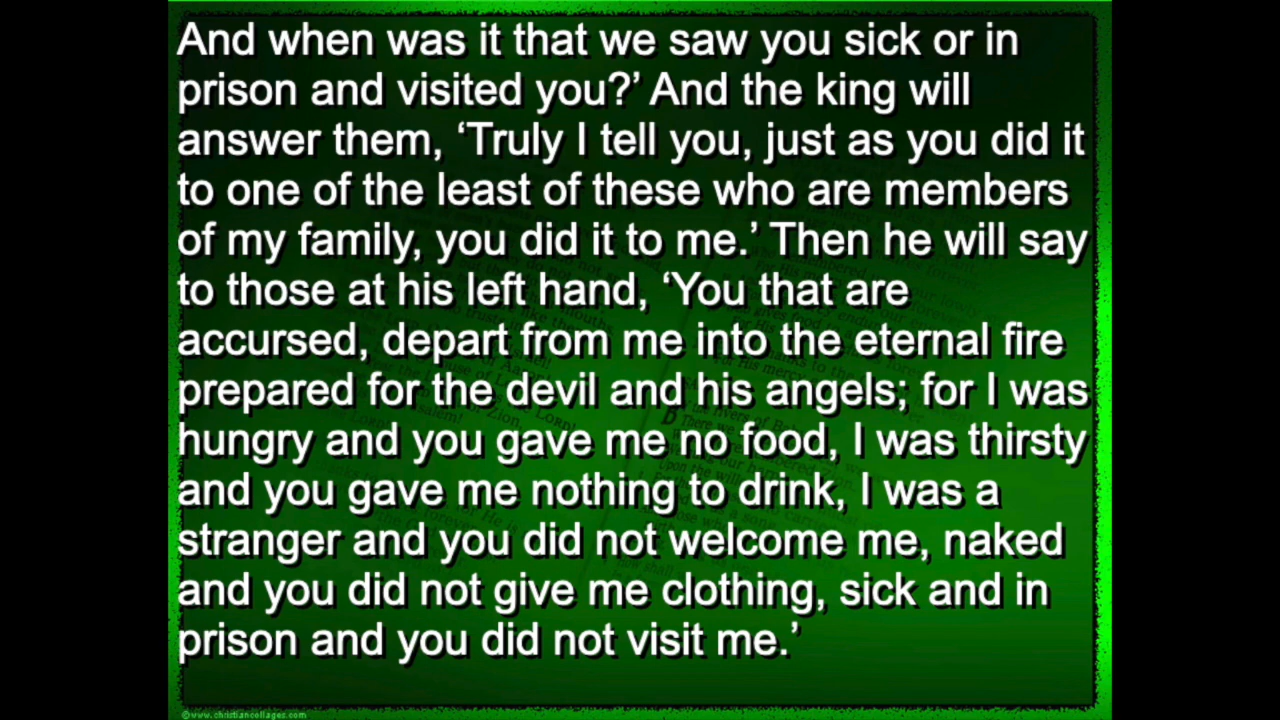 And when was it that we saw you sick or in
prison and visited you?’ And the king will
answer them, ‘Truly I tell you, just as you did it
to one of the least of these who are members
of my family, you did it to me.’ Then he will say
to those at his left hand, ‘You that are
accursed, depart from me into the eternal fire
prepared for the devil and his angels; for I was
hungry and you gave me no food, I was thirsty
and you gave me nothing to drink, I was a
stranger and you did not welcome me, naked
and you did not give me clothing, sick and in
prison and you did not visit me.’
©www.christiancollages.com